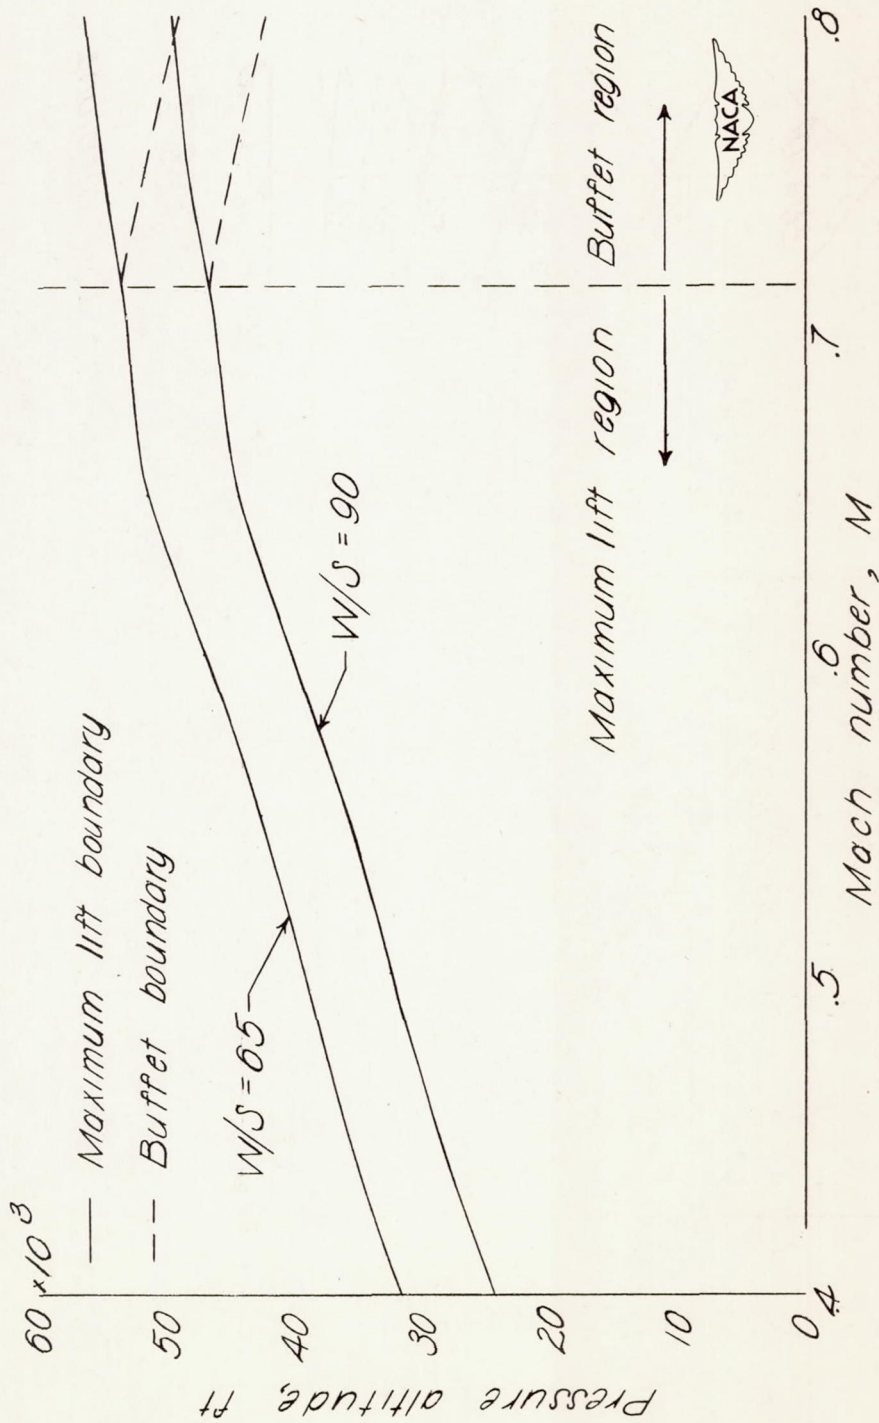 60 ×10³
50
40
30
20
10
0
Pressure altitude, ft
Maximum lift boundary
Buffet boundary
W/S = 65
W/S = 90
Maximum lift region
Buffet region
NACA
.4
.5
.6
.7
.8
Mach number, M